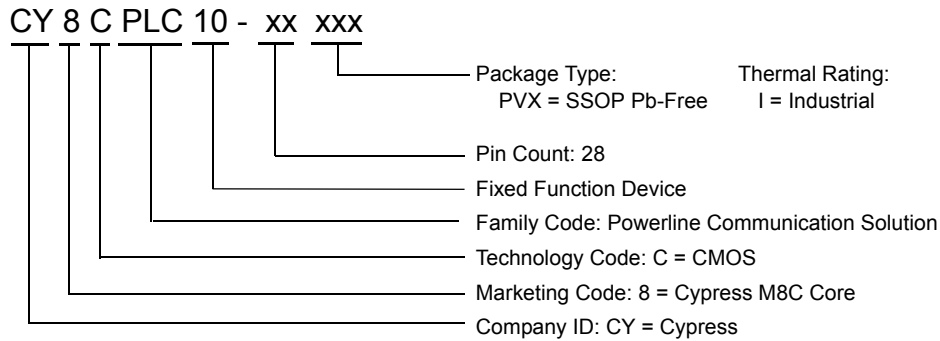 CY 8 C PLC 10 - xx xxx
Package Type: Thermal Rating:
PVX = SSOP Pb-Free I = Industrial
Pin Count: 28
Fixed Function Device
Family Code: Powerline Communication Solution
Technology Code: C = CMOS
Marketing Code: 8 = Cypress M8C Core
Company ID: CY = Cypress